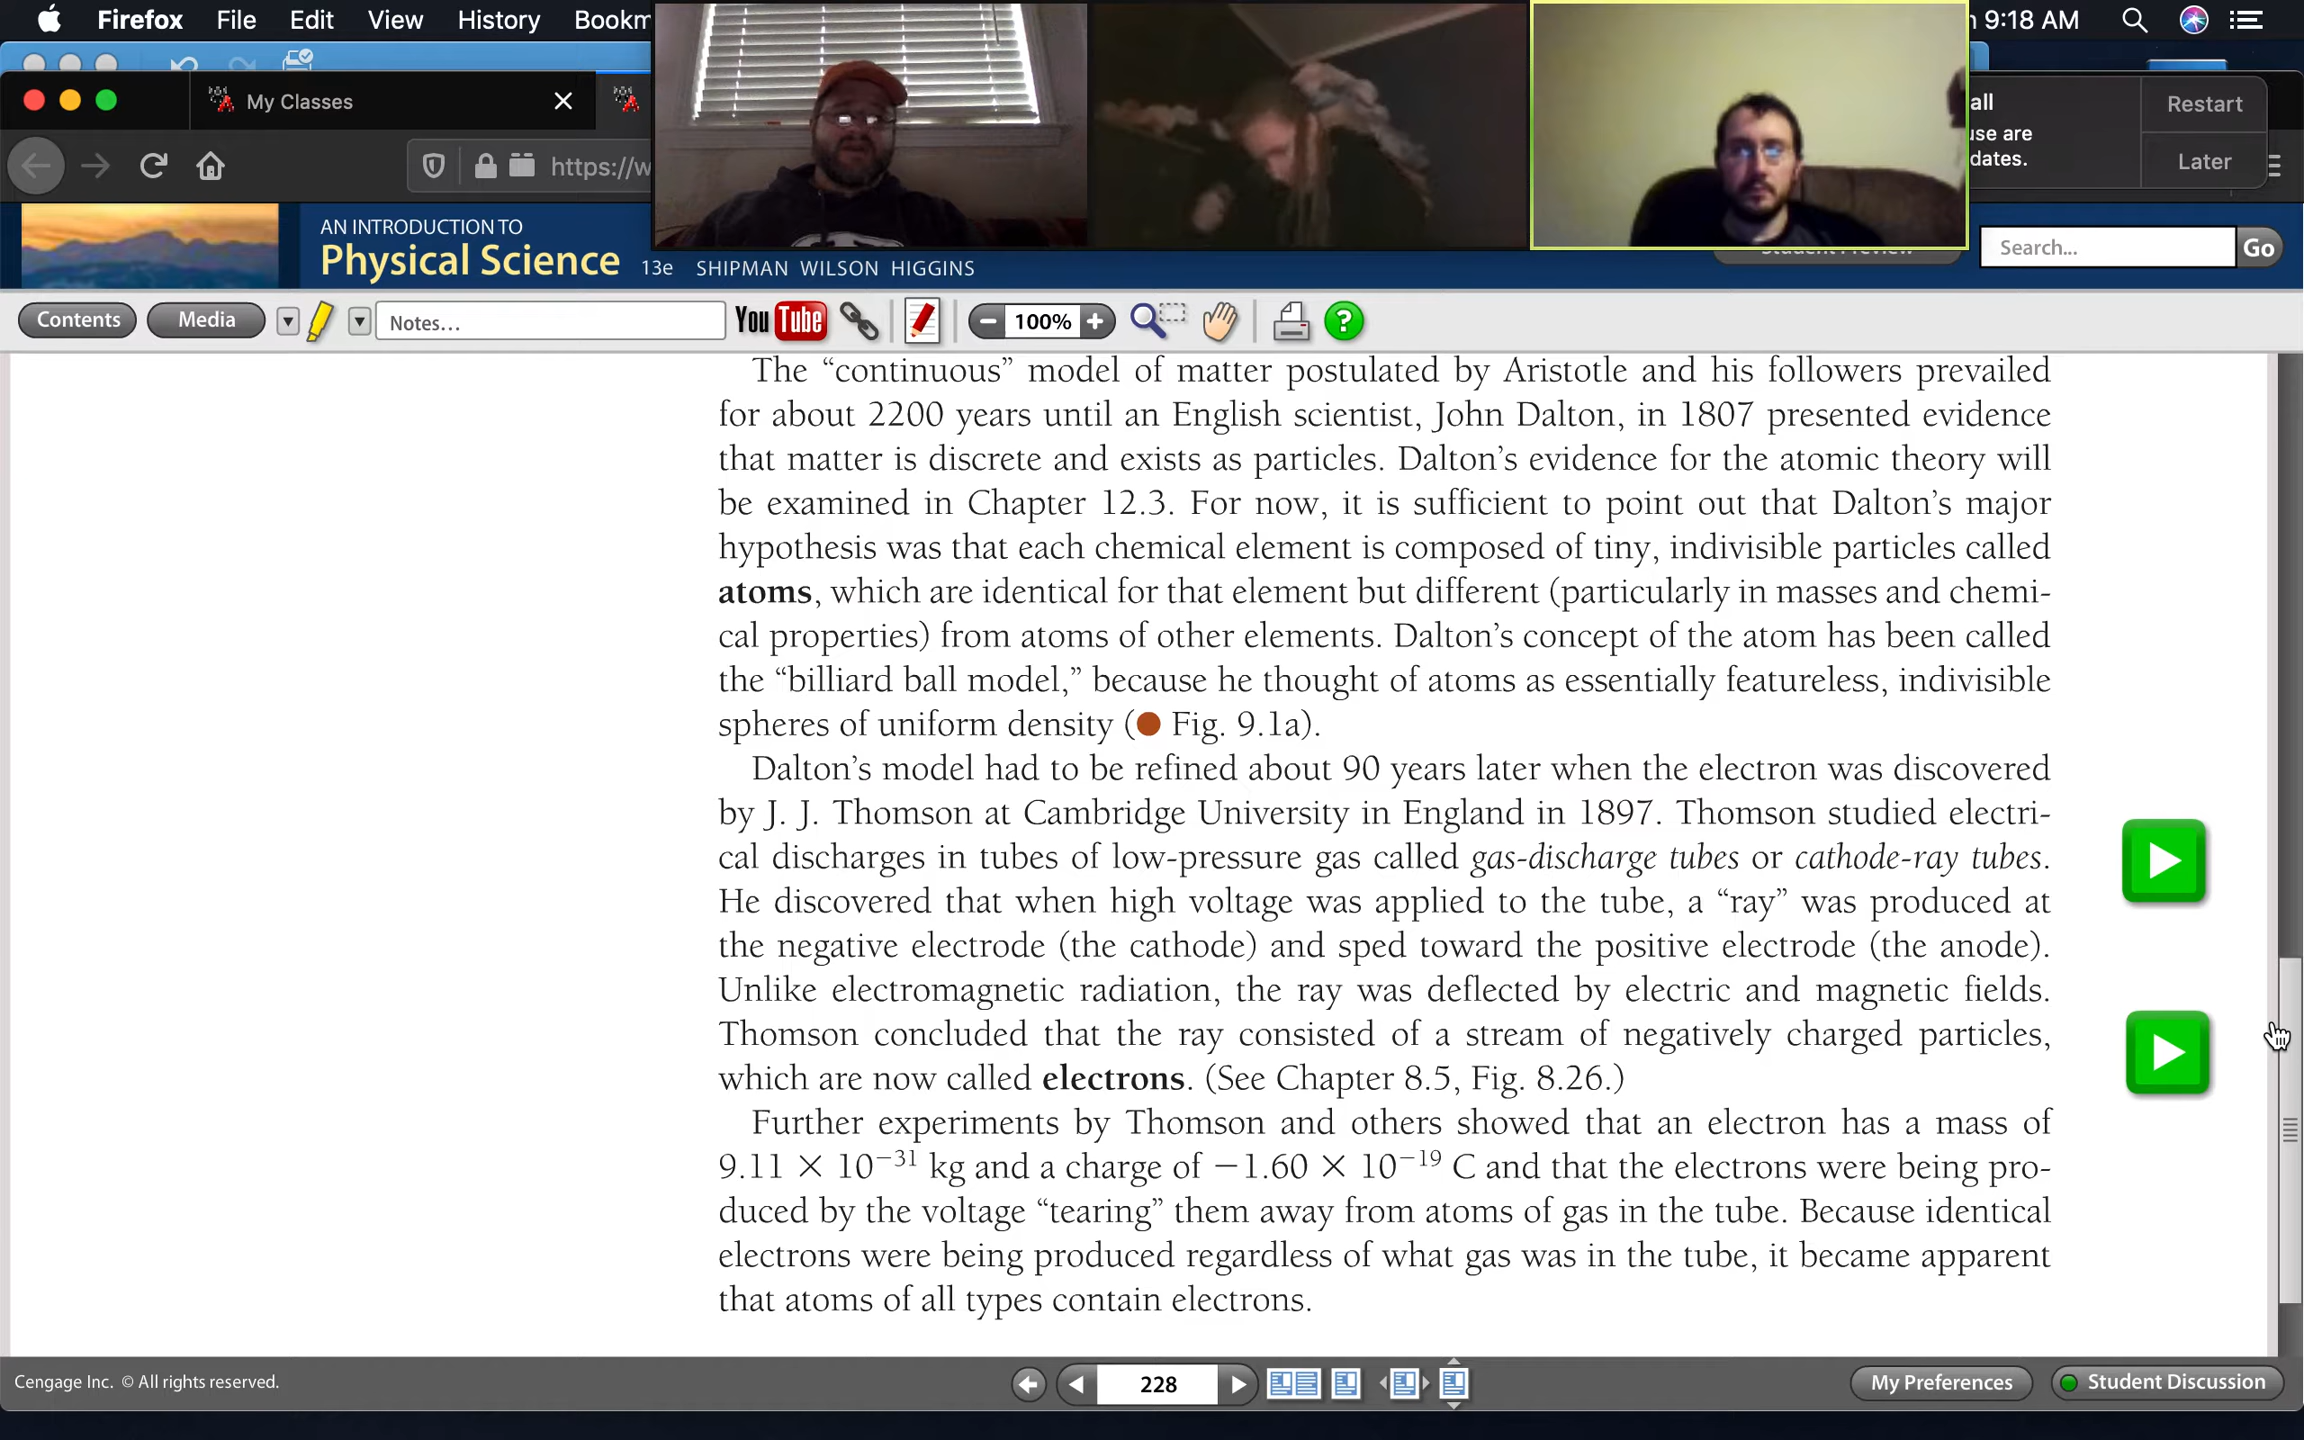 Firefox File Edit View History Bookm 9:18 AM
My Classes
all Restart
use are
dates. Later
https://w
AN INTRODUCTION TO
Physical Science 13e SHIPMAN WILSON HIGGINS
Student Preview Search... Go
Contents Media Notes... YouTube 100% ?
The “continuous” model of matter postulated by Aristotle and his followers prevailed
for about 2200 years until an English scientist, John Dalton, in 1807 presented evidence
that matter is discrete and exists as particles. Dalton’s evidence for the atomic theory will
be examined in Chapter 12.3. For now, it is sufficient to point out that Dalton’s major
hypothesis was that each chemical element is composed of tiny, indivisible particles called
atoms, which are identical for that element but different (particularly in masses and chemi-
cal properties) from atoms of other elements. Dalton’s concept of the atom has been called
the “billiard ball model,” because he thought of atoms as essentially featureless, indivisible
spheres of uniform density (● Fig. 9.1a).
Dalton’s model had to be refined about 90 years later when the electron was discovered
by J. J. Thomson at Cambridge University in England in 1897. Thomson studied electri-
cal discharges in tubes of low-pressure gas called gas-discharge tubes or cathode-ray tubes.
He discovered that when high voltage was applied to the tube, a “ray” was produced at
the negative electrode (the cathode) and sped toward the positive electrode (the anode).
Unlike electromagnetic radiation, the ray was deflected by electric and magnetic fields.
Thomson concluded that the ray consisted of a stream of negatively charged particles,
which are now called electrons. (See Chapter 8.5, Fig. 8.26.)
Further experiments by Thomson and others showed that an electron has a mass of
9.11 × 10⁻³¹ kg and a charge of −1.60 × 10⁻¹⁹ C and that the electrons were being pro-
duced by the voltage “tearing” them away from atoms of gas in the tube. Because identical
electrons were being produced regardless of what gas was in the tube, it became apparent
that atoms of all types contain electrons.
Cengage Inc. © All rights reserved. 228 My Preferences Student Discussion